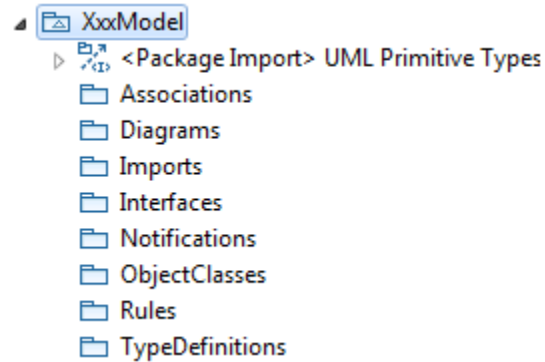 XxxModel
<Package Import> UML Primitive Types
Associations
Diagrams
Imports
Interfaces
Notifications
ObjectClasses
Rules
TypeDefinitions